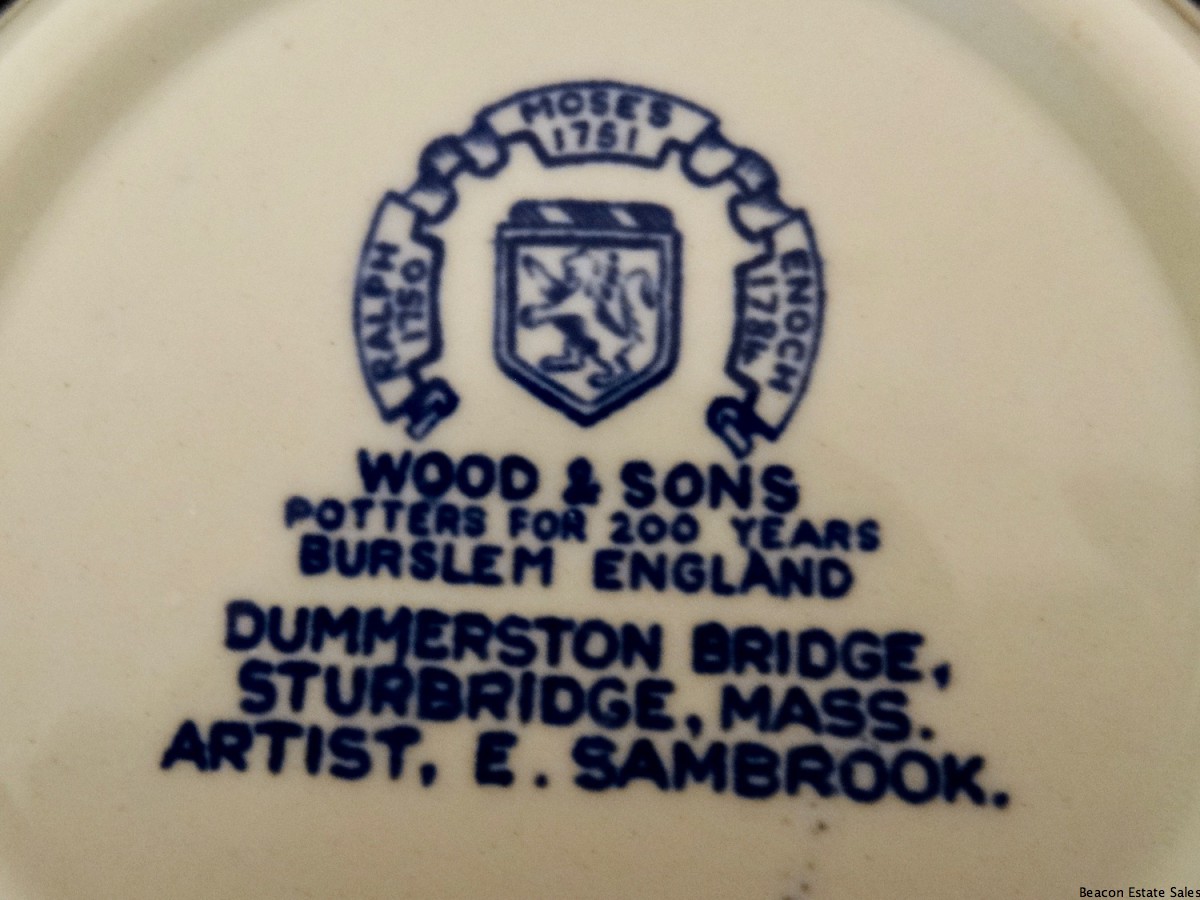 MOSES
1751
RALPH
1750
ENOCH
1784
WOOD & SONS
POTTERS FOR 200 YEARS
BURSLEM ENGLAND
DUMMERSTON BRIDGE,
STURBRIDGE, MASS.
ARTIST, E. SAMBROOK.
Beacon Estate Sales